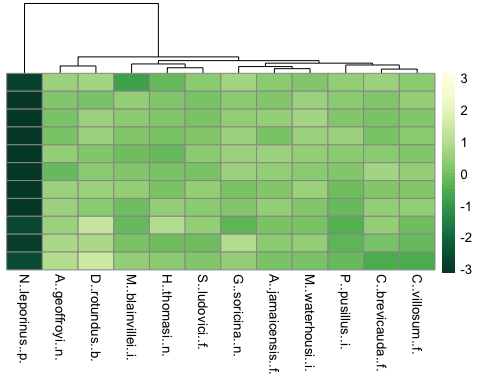 3
2
1
0
-1
-2
-3
N..leporinus..p.
A..geoffroyi..n.
D..rotundus..b.
M..blainvillei..i.
H..thomasi..n.
S..ludovici..f.
G..soricina..n.
A..jamaicensis..f.
M..waterhousi..i.
P...pusillus..i.
C..brevicauda..f.
C..villosum..f.